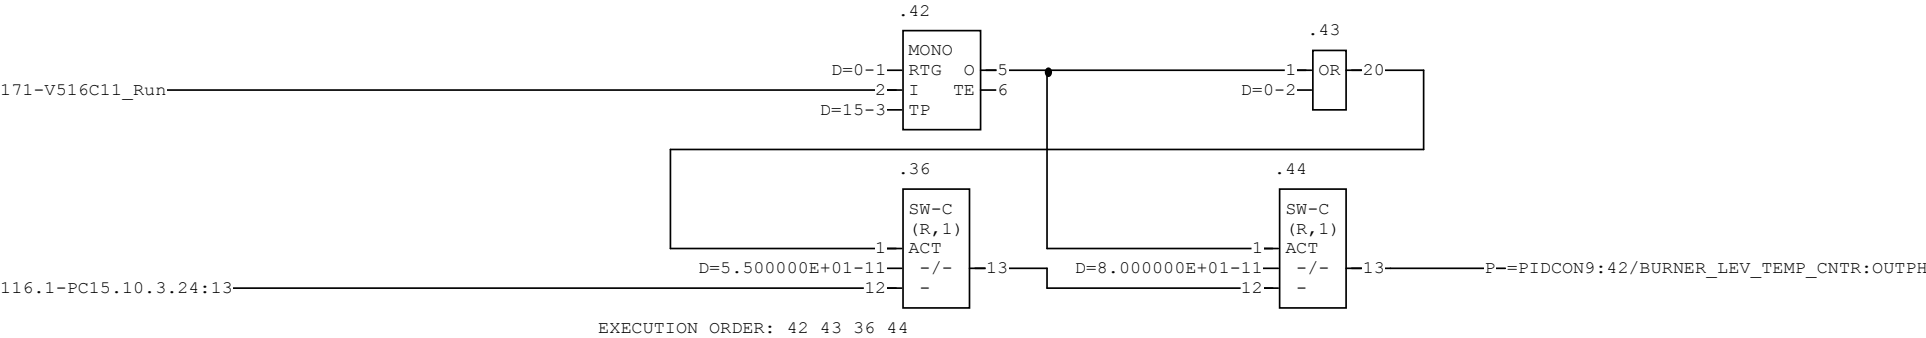 .42
.43
MONO
D=0-1 RTG O 5 1 OR 20
171-V516C11_Run 2 I TE 6 D=0-2
D=15-3 TP
.36 .44
SW-C SW-C
(R,1) (R,1)
1 ACT 1 ACT
D=5.500000E+01-11 -/- 13 D=8.000000E+01-11 -/- 13 P-=PIDCON9:42/BURNER_LEV_TEMP_CNTR:OUTPH
116.1-PC15.10.3.24:13 12 - 12 -
EXECUTION ORDER: 42 43 36 44